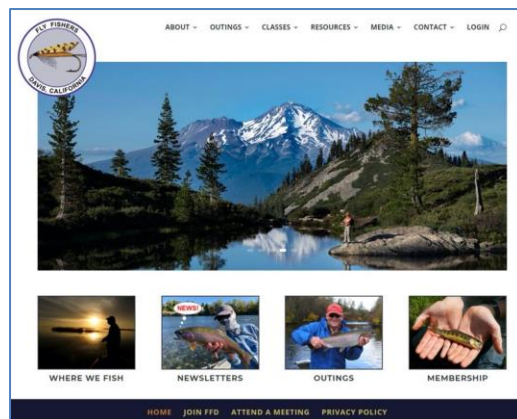 FLY FISHERS
DAVIS, CALIFORNIA
ABOUT OUTINGS CLASSES RESOURCES MEDIA CONTACT LOGIN
NEWS!
WHERE WE FISH NEWSLETTERS OUTINGS MEMBERSHIP
HOME JOIN FFD ATTEND A MEETING PRIVACY POLICY